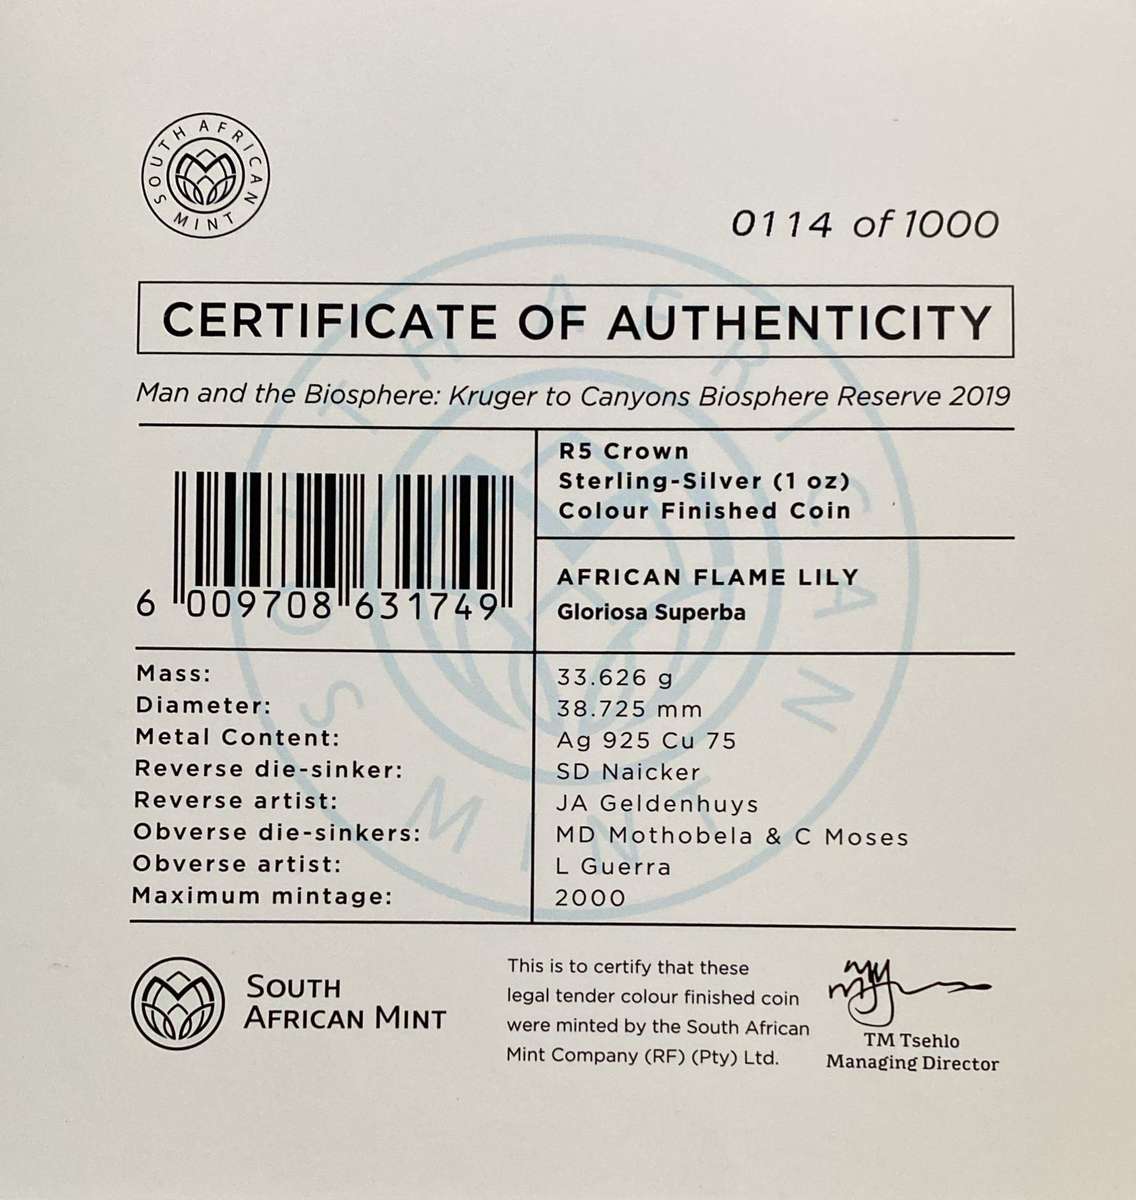 SOUTH AFRICAN MINT
0114 of 1000
CERTIFICATE OF AUTHENTICITY
Man and the Biosphere: Kruger to Canyons Biosphere Reserve 2019
R5 Crown
Sterling-Silver (1 oz)
Colour Finished Coin
6 009708 631749
AFRICAN FLAME LILY
Gloriosa Superba
Mass: 33.626 g
Diameter: 38.725 mm
Metal Content: Ag 925 Cu 75
Reverse die-sinker: SD Naicker
Reverse artist: JA Geldenhuys
Obverse die-sinkers: MD Mothobela & C Moses
Obverse artist: L Guerra
Maximum mintage: 2000
SOUTH AFRICAN MINT
SOUTH
AFRICAN MINT
This is to certify that these
legal tender colour finished coin
were minted by the South African
Mint Company (RF) (Pty) Ltd.
TM Tsehlo
Managing Director